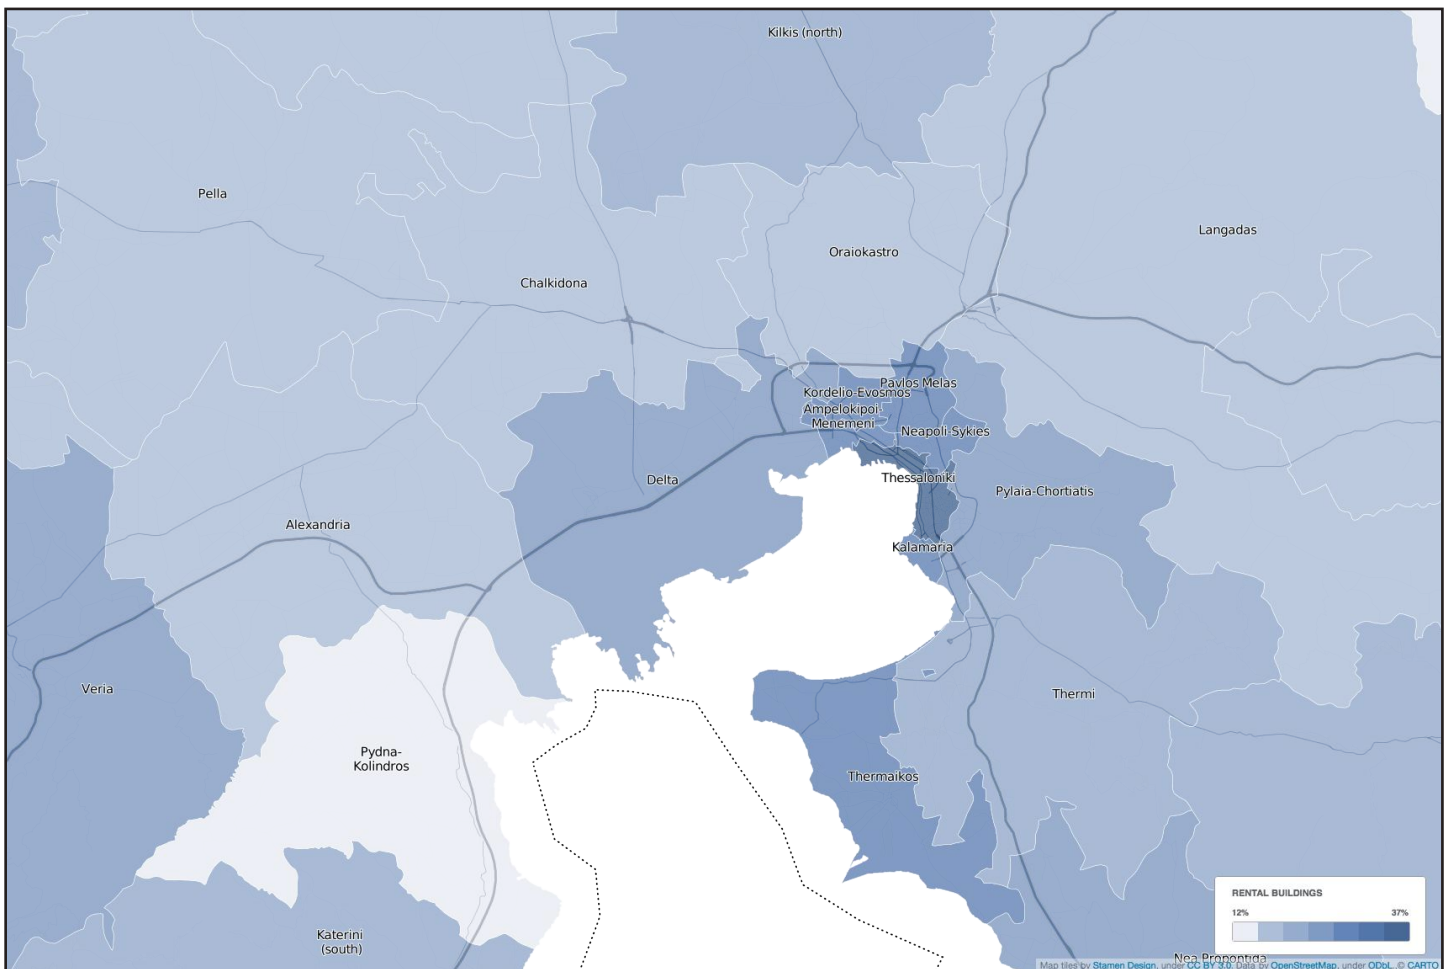 Kilkis (north)
Pella
Langadas
Oraiokastro
Chalkidona
Pavlos Melas
Kordelio-Evosmos
Ampelokipoi-
Menemeni
Neapoli-Sykies
Delta
Thessaloniki
Pylaia-Chortiatis
Alexandria
Kalamaria
Veria
Thermi
Pydna-
Kolindros
Thermaikos
RENTAL BUILDINGS
12% 37%
Katerini
(south)
Nea Propontida
Map tiles by Stamen Design, under CC BY 3.0. Data by OpenStreetMap, under ODbL. © CARTO